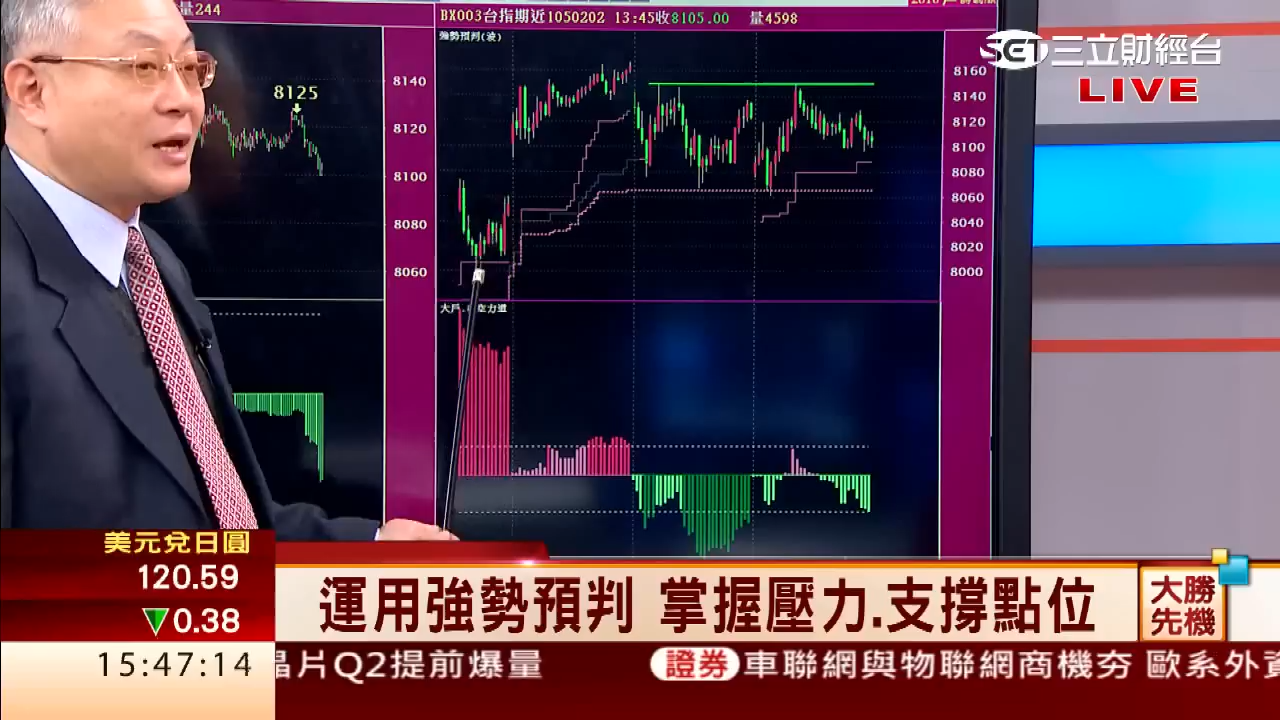 量244
BX003台指期近1050202 13:45收8105.00 量4598
強勢預判(波)
SET三立財經台
LIVE
8125
8140
8120
8100
8080
8060
8160
8140
8120
8100
8080
8060
8040
8020
8000
美元兌日圓
120.59
▼0.38
運用強勢預判 掌握壓力.支撐點位
大勝
先機
15:47:14
晶片Q2提前爆量
證券
車聯網與物聯網商機夯 歐系外資